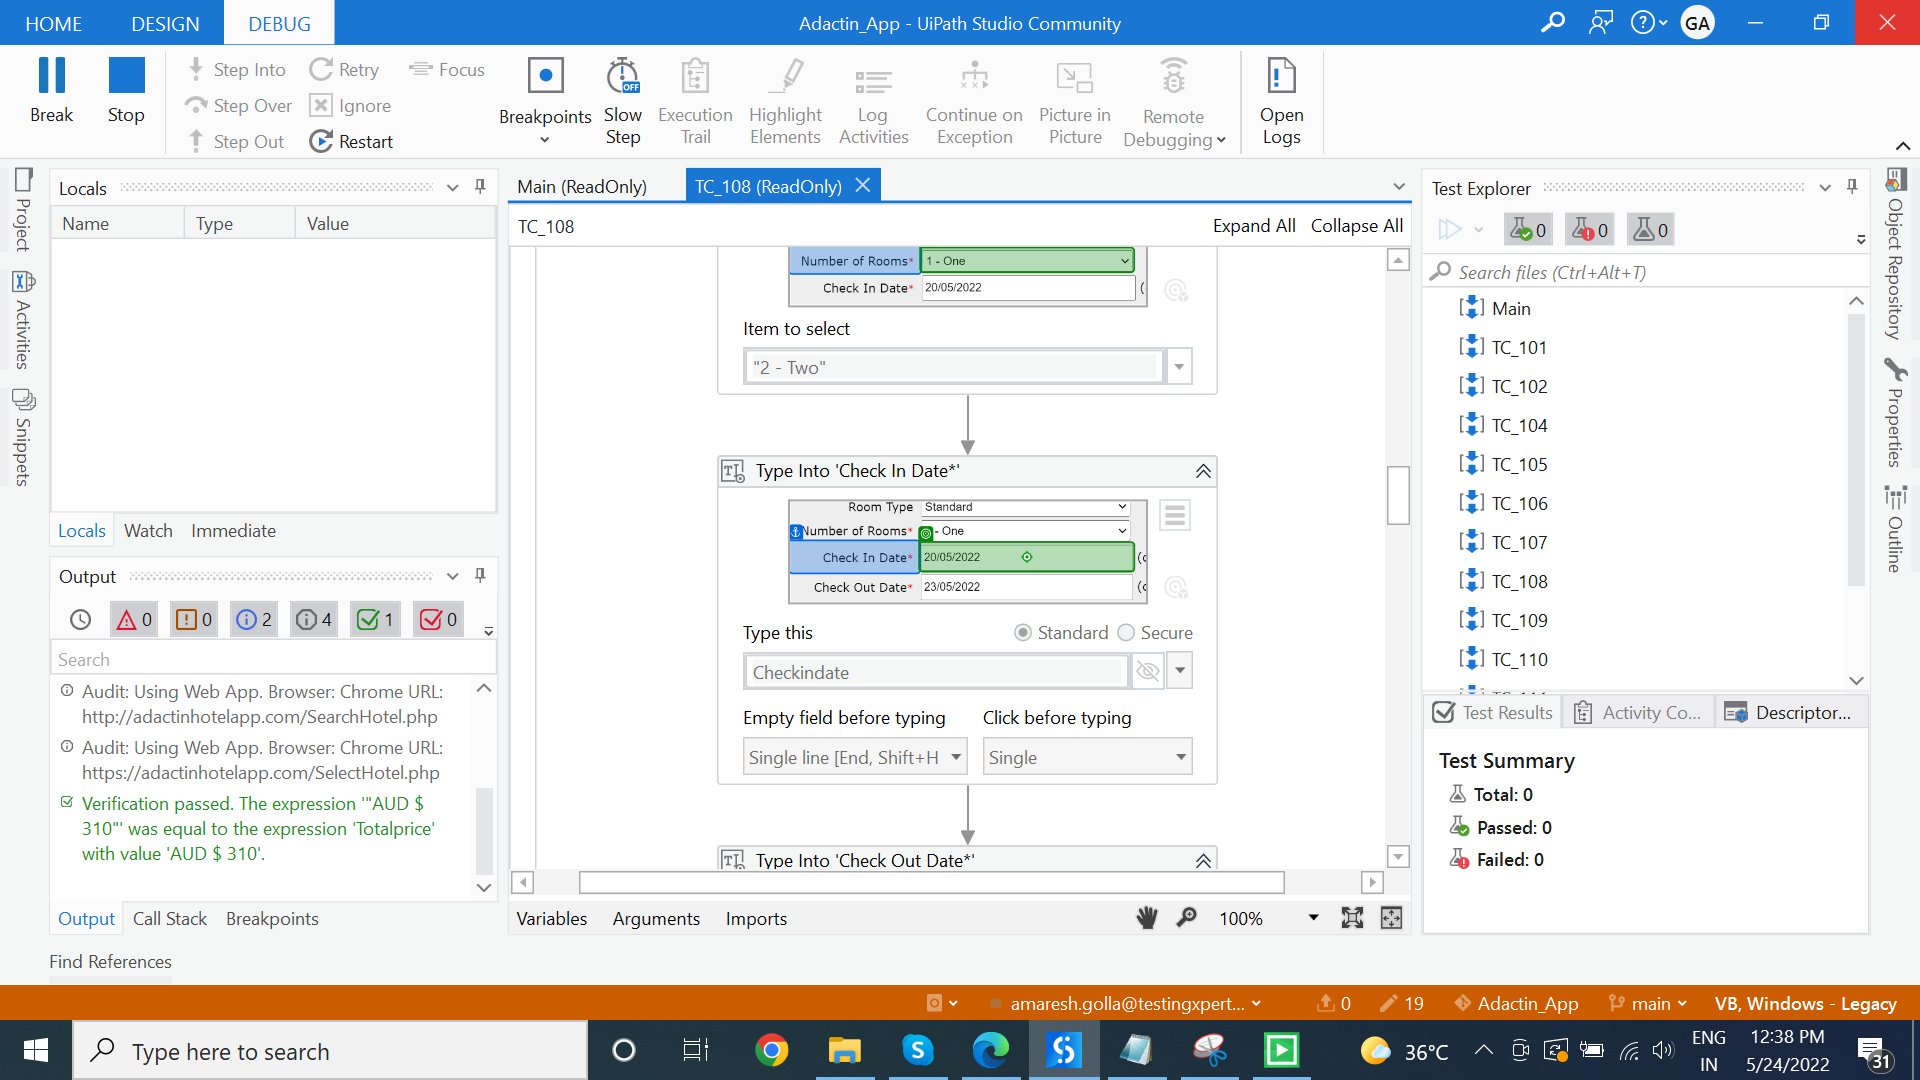 HOME DESIGN DEBUG
Adactin_App - UiPath Studio Community
GA
Break
Stop
Step Into
Step Over
Step Out
Retry
Ignore
Restart
Focus
Breakpoints
Slow
Step
OFF
Execution
Trail
Highlight
Elements
Log
Activities
Continue on
Exception
Picture in
Picture
Remote
Debugging
Open
Logs
Project
Activities
Snippets
Locals
Name Type Value
Locals Watch Immediate
Output
0 0 2 4 1 0
Search
Audit: Using Web App. Browser: Chrome URL:
http://adactinhotelapp.com/SearchHotel.php
Audit: Using Web App. Browser: Chrome URL:
https://adactinhotelapp.com/SelectHotel.php
Verification passed. The expression '"AUD $
310"' was equal to the expression 'Totalprice'
with value 'AUD $ 310'.
Output Call Stack Breakpoints
Find References
Main (ReadOnly) TC_108 (ReadOnly)
TC_108 Expand All Collapse All
Number of Rooms* 1 - One
Check In Date* 20/05/2022 (
Item to select
"2 - Two"
Type Into 'Check In Date*'
Room Type Standard
Number of Rooms* - One
Check In Date* 20/05/2022
Check Out Date* 23/05/2022
Type this Standard Secure
Checkindate
Empty field before typing Click before typing
Single line [End, Shift+H Single
Type Into 'Check Out Date*'
Variables Arguments Imports 100%
Test Explorer
0 0 0
Search files (Ctrl+Alt+T)
Main
TC_101
TC_102
TC_104
TC_105
TC_106
TC_107
TC_108
TC_109
TC_110
Test Results Activity Co... Descriptor...
Test Summary
Total: 0
Passed: 0
Failed: 0
Object Repository
Properties
Outline
amaresh.golla@testingxpert... 0 19 Adactin_App main VB, Windows - Legacy
Type here to search
36°C
ENG
IN
12:38 PM
5/24/2022
31